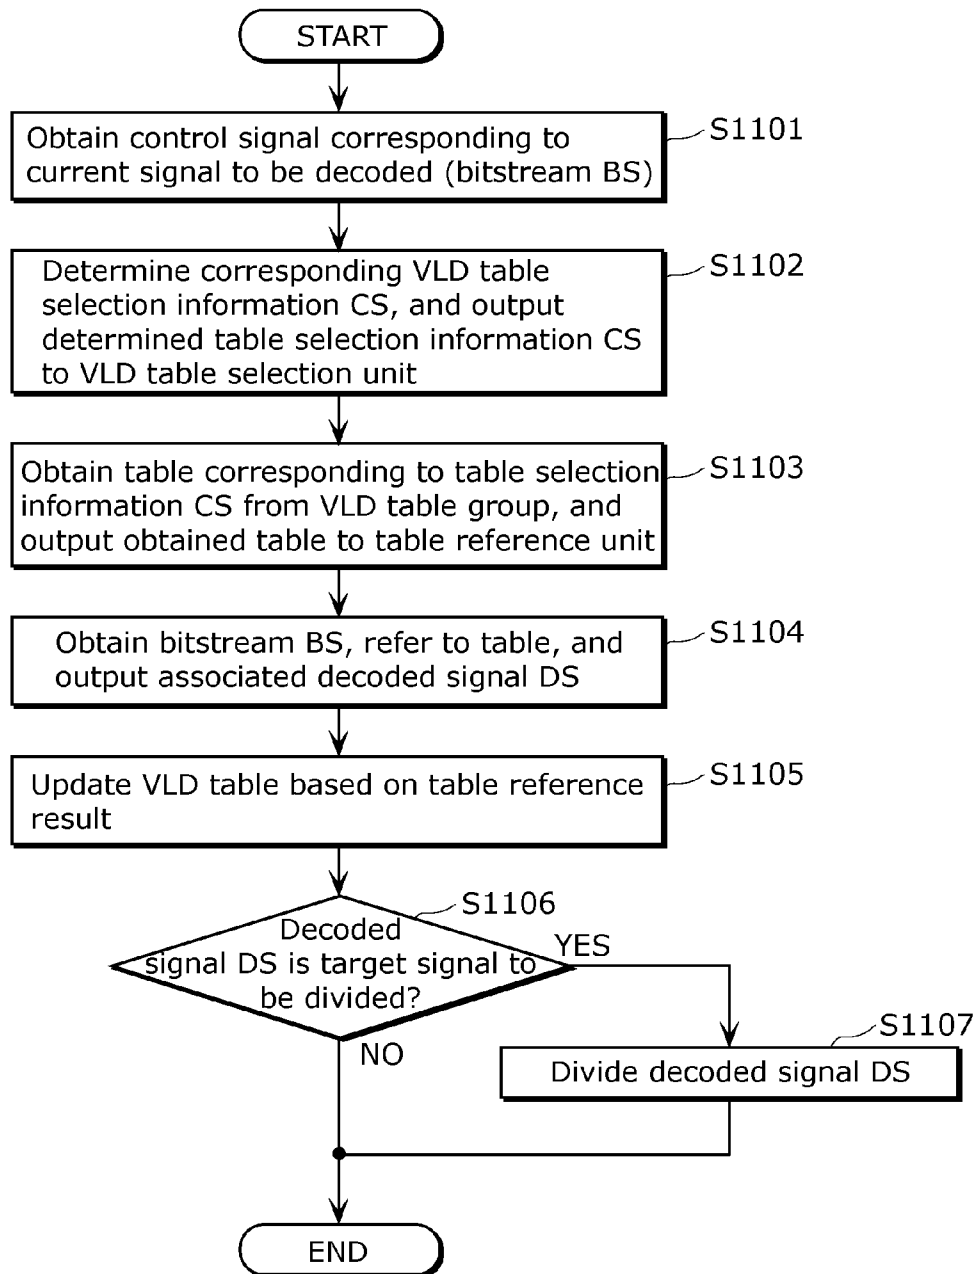 START
Obtain control signal corresponding to
current signal to be decoded (bitstream BS)
S1101
Determine corresponding VLD table
selection information CS, and output
determined table selection information CS
to VLD table selection unit
S1102
Obtain table corresponding to table selection
information CS from VLD table group, and
output obtained table to table reference unit
S1103
Obtain bitstream BS, refer to table, and
output associated decoded signal DS
S1104
Update VLD table based on table reference
result
S1105
S1106
Decoded
signal DS is target signal to
be divided?
YES
NO
S1107
Divide decoded signal DS
END